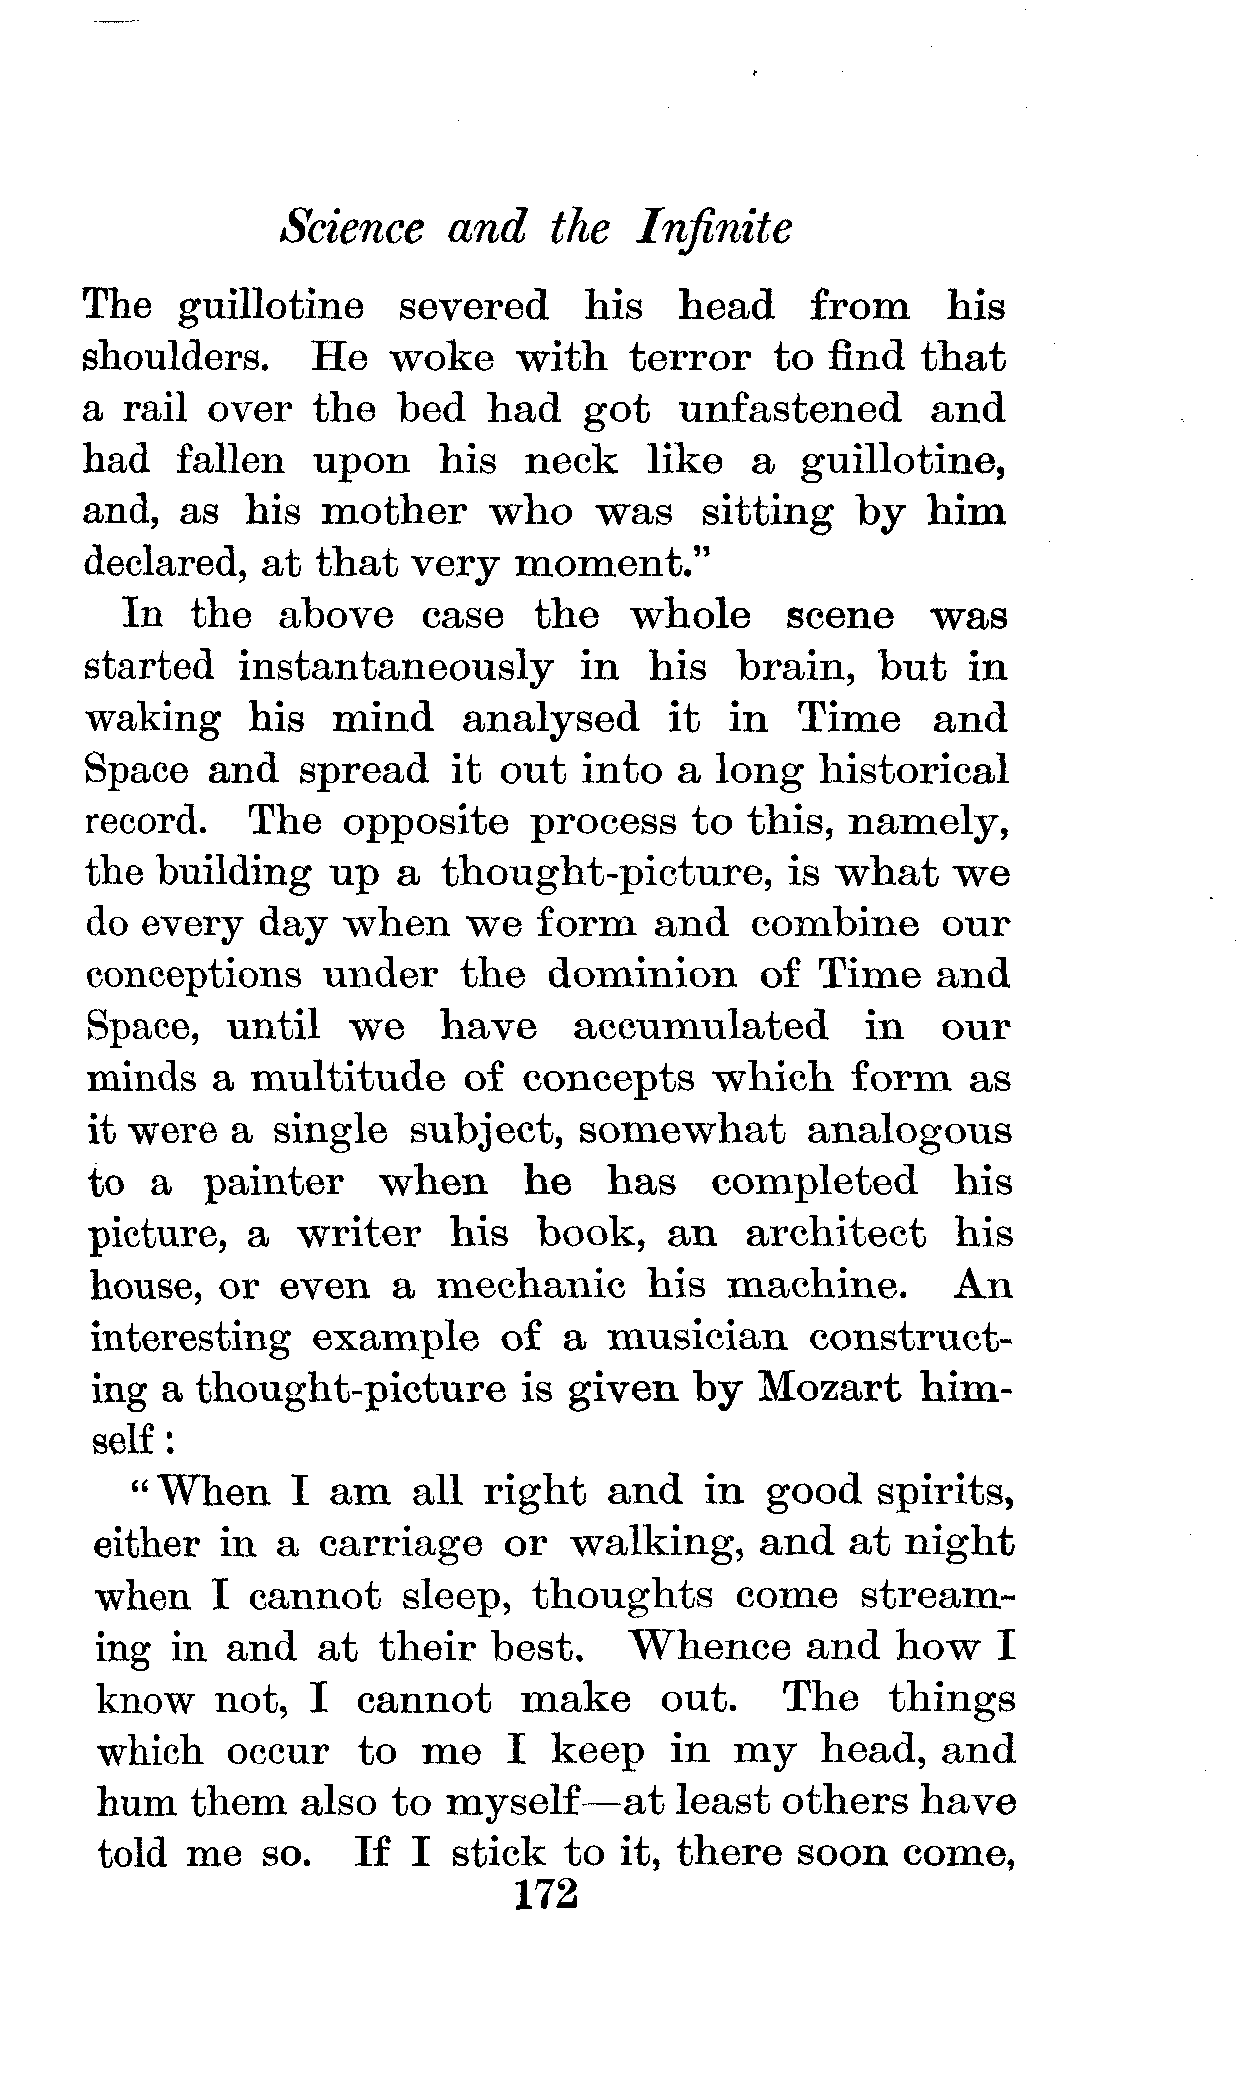 Science and the Infinite
The guillotine severed his head from his
shoulders. He woke with terror to find that
a rail over the bed had got unfastened and
had fallen upon his neck like a guillotine,
and, as his mother who was sitting by him
declared, at that very moment.”
In the above case the whole scene was
started instantaneously in his brain, but in
waking his mind analysed it in Time and
Space and spread it out into a long historical
record. The opposite process to this, namely,
the building up a thought-picture, is what we
do every day when we form and combine our
conceptions under the dominion of Time and
Space, until we have accumulated in our
minds a multitude of concepts which form as
it were a single subject, somewhat analogous
to a painter when he has completed his
picture, a writer his book, an architect his
house, or even a mechanic his machine. An
interesting example of a musician construct-
ing a thought-picture is given by Mozart him-
self :
“When I am all right and in good spirits,
either in a carriage or walking, and at night
when I cannot sleep, thoughts come stream-
ing in and at their best. Whence and how I
know not, I cannot make out. The things
which occur to me I keep in my head, and
hum them also to myself—at least others have
told me so. If I stick to it, there soon come,
172